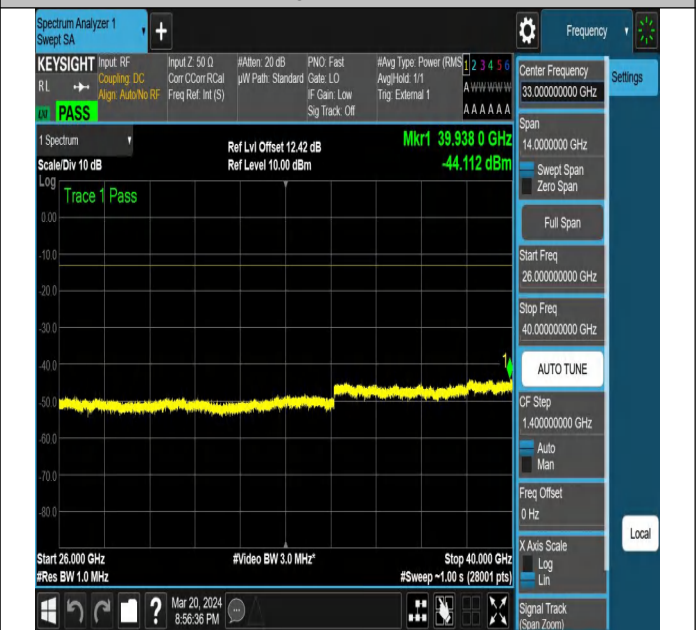 Spectrum Analyzer 1
Swept SA
+
Frequency
KEYSIGHT
RL
PASS
Input: RF
Coupling: DC
Align: Auto/No RF
Input Z: 50 Ω
Corr CCorr RCal
Freq Ref: Int (S)
#Atten: 20 dB
µW Path: Standard
PNO: Fast
Gate: LO
IF Gain: Low
Sig Track: Off
#Avg Type: Power (RMS
Avg|Hold: 1/1
Trig: External 1
1 2 3 4 5 6
A W W W W W
A A A A A A
1 Spectrum
Scale/Div 10 dB
Ref Lvl Offset 12.42 dB
Ref Level 10.00 dBm
Mkr1 39.938 0 GHz
-44.112 dBm
Log
Trace 1 Pass
0.00
-10.0
-20.0
-30.0
-40.0
-50.0
-60.0
-70.0
-80.0
1
Start 26.000 GHz
#Res BW 1.0 MHz
#Video BW 3.0 MHz*
Stop 40.000 GHz
#Sweep ~1.00 s (28001 pts)
Mar 20, 2024
8:56:36 PM
?
Center Frequency
33.000000000 GHz
Settings
Span
14.0000000 GHz
Swept Span
Zero Span
Full Span
Start Freq
26.000000000 GHz
Stop Freq
40.000000000 GHz
AUTO TUNE
CF Step
1.400000000 GHz
Auto
Man
Freq Offset
0 Hz
X Axis Scale
Log
Lin
Local
Signal Track
(Span Zoom)